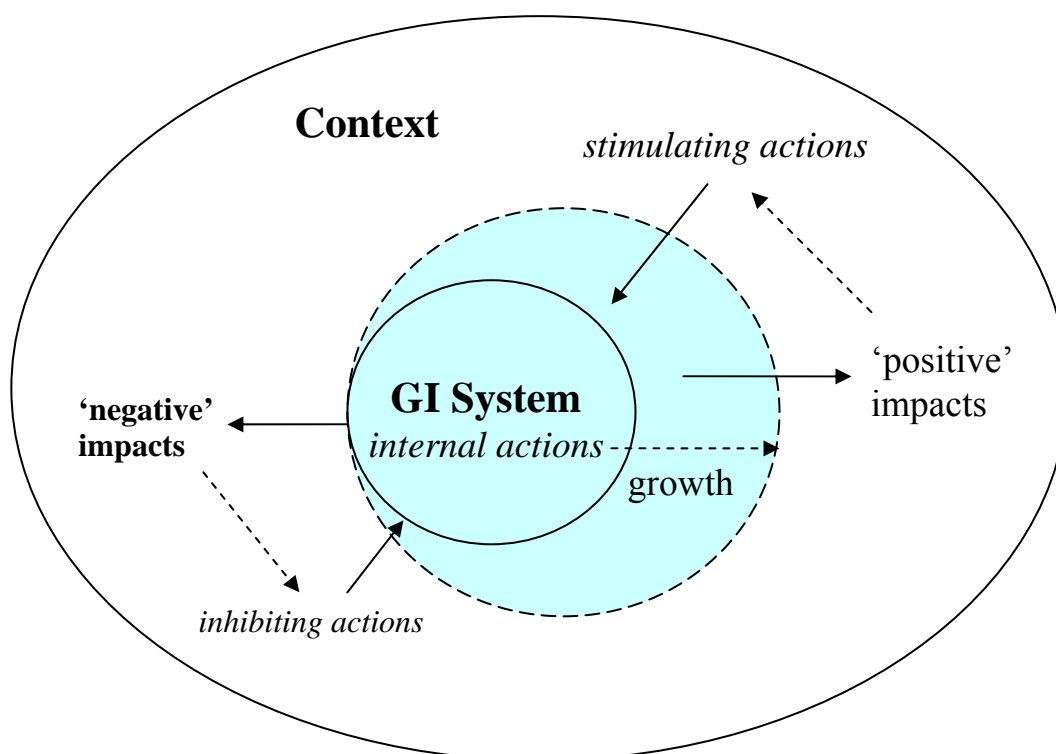 Context
stimulating actions
‘positive’
impacts
GI System
internal actions
growth
‘negative’
impacts
inhibiting actions